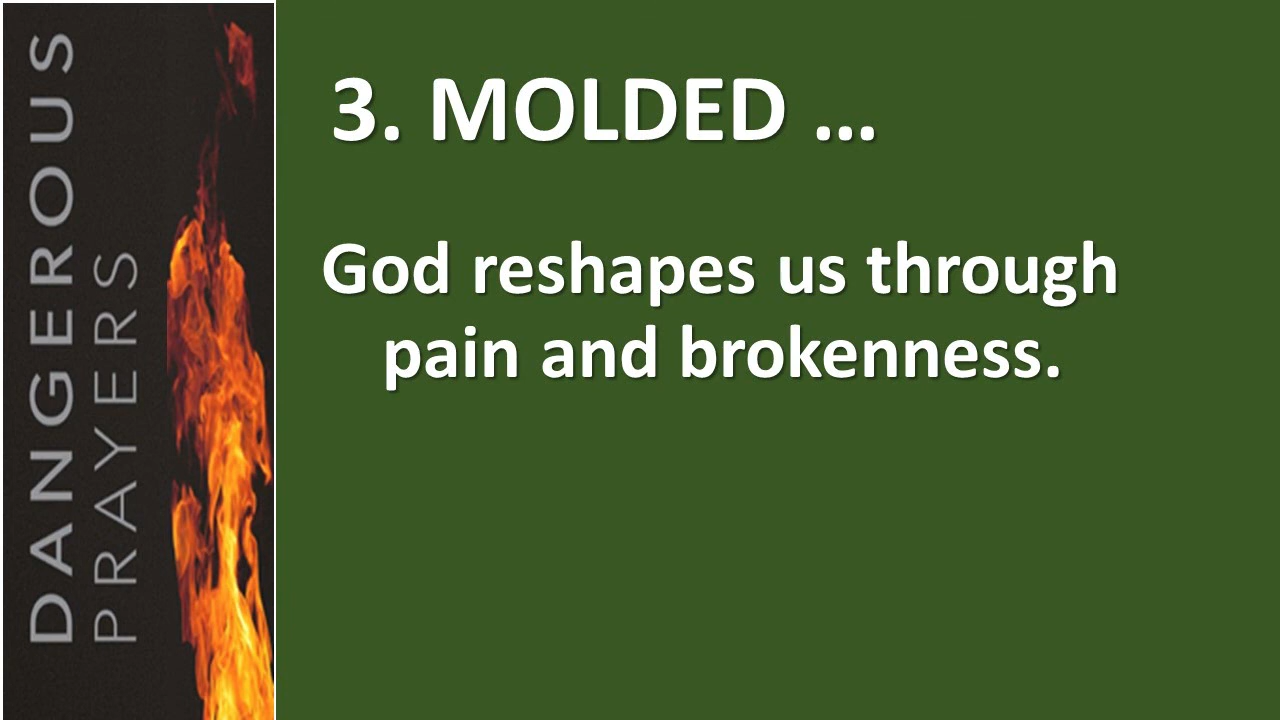 DANGEROUS
PRAYERS
3. MOLDED ...
God reshapes us through
pain and brokenness.